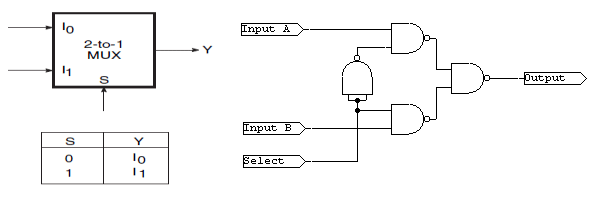 I0
2-to-1
MUX
Y
I1
S
S Y
0 I0
1 I1
Input A
Output
Input B
Select